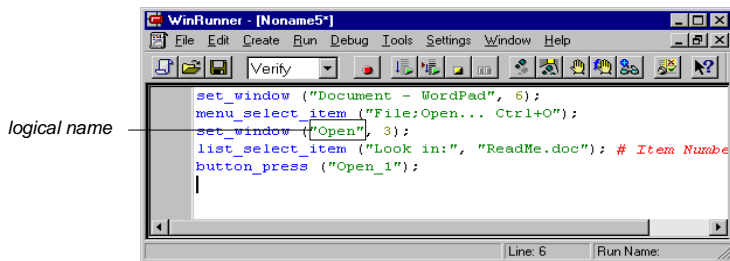 WinRunner - [Noname5*]
File Edit Create Run Debug Tools Settings Window Help
Verify
set_window ("Document - WordPad", 6);
menu_select_item ("File;Open... Ctrl+O");
logical name
set_window ("Open", 3);
list_select_item ("Look in:", "ReadMe.doc"); # Item Numbe
button_press ("Open_1");
Line: 6 Run Name: